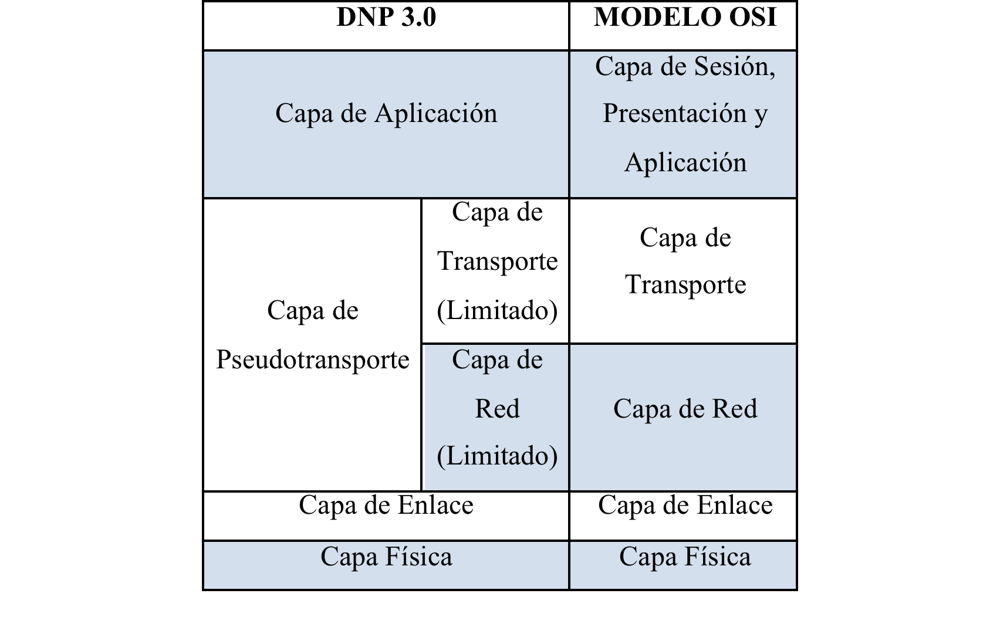 DNP 3.0
MODELO OSI
Capa de Aplicación
Capa de Sesión,
Presentación y
Aplicación
Capa de
Pseudotransporte
Capa de
Transporte
(Limitado)
Capa de
Transporte
Capa de
Red
(Limitado)
Capa de Red
Capa de Enlace
Capa de Enlace
Capa Física
Capa Física